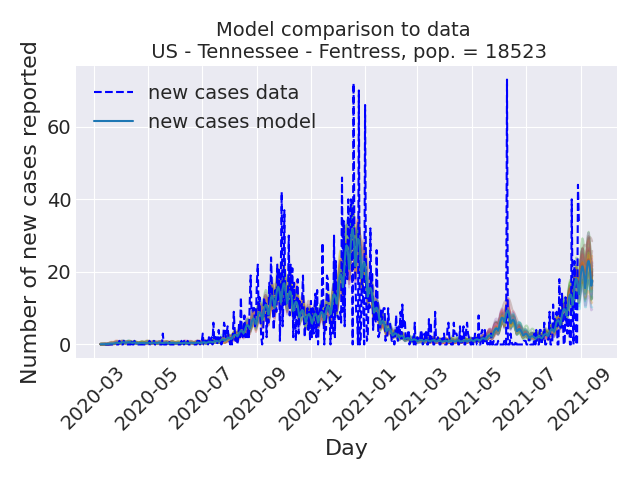 Model comparison to data
US - Tennessee - Fentress, pop. = 18523
new cases data
new cases model
Number of new cases reported
60
40
20
0
2020-03
2020-05
2020-07
2020-09
2020-11
2021-01
2021-03
2021-05
2021-07
2021-09
Day